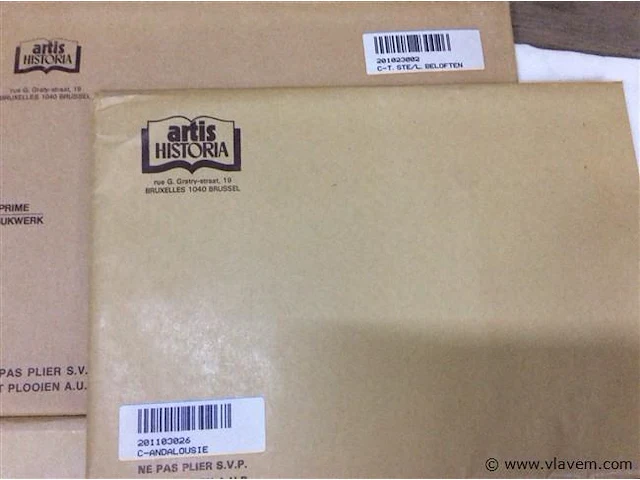 artis
HISTORIA
rue G. Gratry-straat, 19
BRUXELLES 1040 BRUSSEL
201023002
C-T. STE/L. BELOFTEN
PRIME
UKWERK
PAS PLIER S.V.
T PLOOIEN A.U.
artis
HISTORIA
rue G. Gratry-straat, 19
BRUXELLES 1040 BRUSSEL
201103026
C-ANDALOUSIE
NE PAS PLIER S.V.P.
© www.vlavem.com